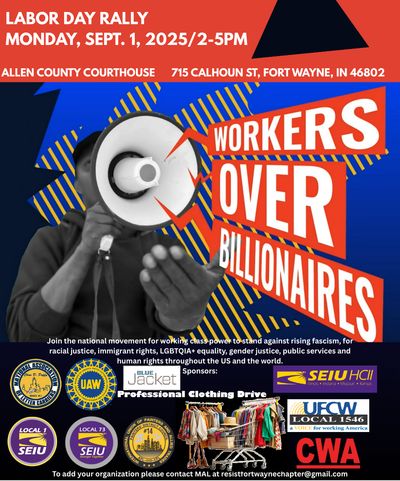 LABOR DAY RALLY
MONDAY, SEPT. 1, 2025/2-5PM
ALLEN COUNTY COURTHOUSE 715 CALHOUN ST, FORT WAYNE, IN 46802
WORKERS
OVER
BILLIONAIRES
Join the national movement for working class power to stand against rising fascism, for
racial justice, immigrant rights, LGBTQIA+ equality, gender justice, public services and
human rights throughout the US and the world.
Sponsors:
UAW
BLUE
Jacket
SEIU HCII
Professional Clothing Drive
UFCW
LOCAL 1546
a VOICE for working America
LOCAL 1
SEIU
LOCAL 73
SEIU
14
CWA
To add your organization please contact MAL at resistfortwaynechapter@gmail.com